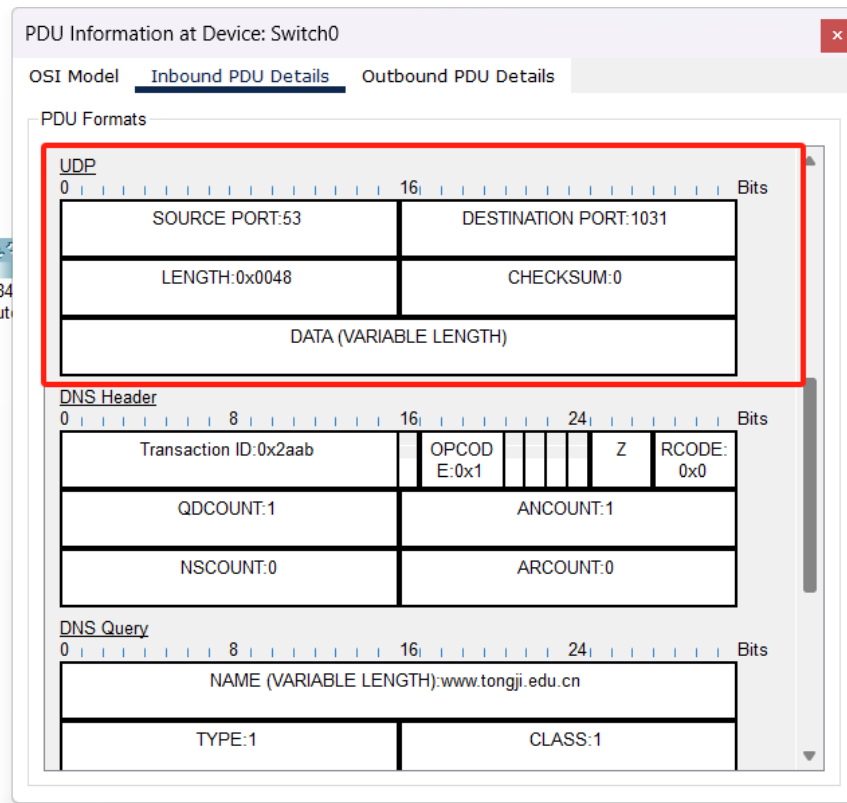 PDU Information at Device: Switch0
OSI Model Inbound PDU Details Outbound PDU Details
PDU Formats
UDP
0 16 Bits
SOURCE PORT:53 DESTINATION PORT:1031
LENGTH:0x0048 CHECKSUM:0
DATA (VARIABLE LENGTH)
DNS Header
0 8 16 24 Bits
Transaction ID:0x2aab OPCOD Z RCODE:
E:0x1 0x0
QDCOUNT:1 ANCOUNT:1
NSCOUNT:0 ARCOUNT:0
DNS Query
0 8 16 24 Bits
NAME (VARIABLE LENGTH):www.tongji.edu.cn
TYPE:1 CLASS:1